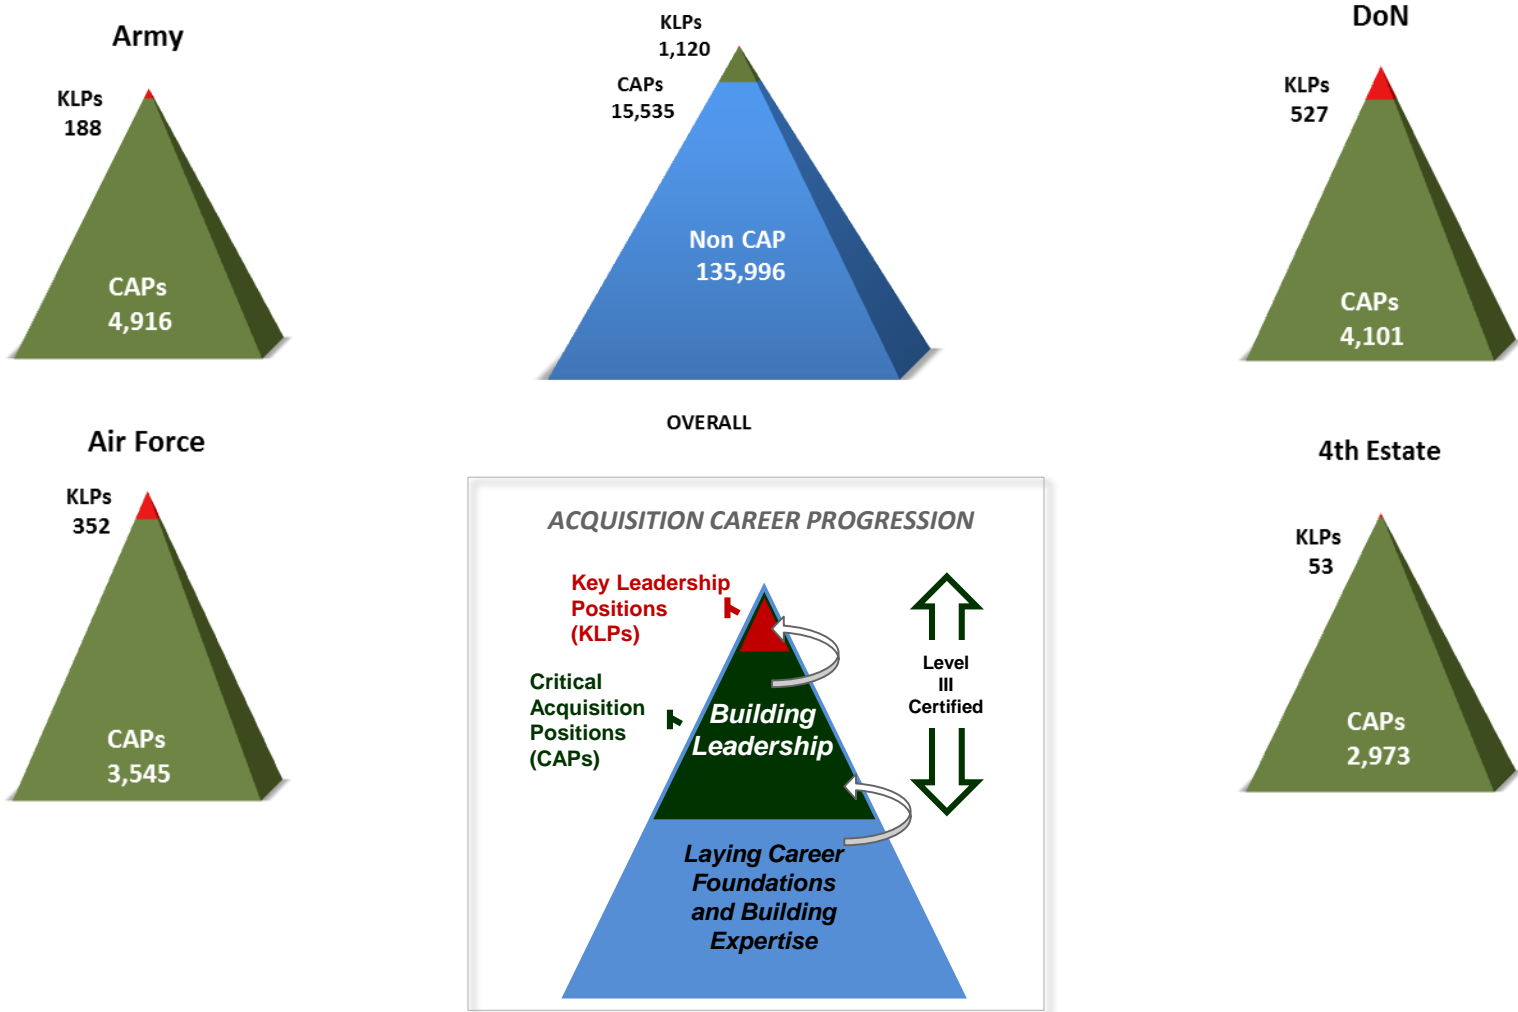 Army
KLPs
188
CAPs
4,916
KLPs
1,120
CAPs
15,535
Non CAP
135,996
OVERALL
DoN
KLPs
527
CAPs
4,101
Air Force
KLPs
352
CAPs
3,545
ACQUISITION CAREER PROGRESSION
Key Leadership
Positions
(KLPs)
Critical
Acquisition
Positions
(CAPs)
Building
Leadership
Level
III
Certified
Laying Career
Foundations
and Building
Expertise
4th Estate
KLPs
53
CAPs
2,973